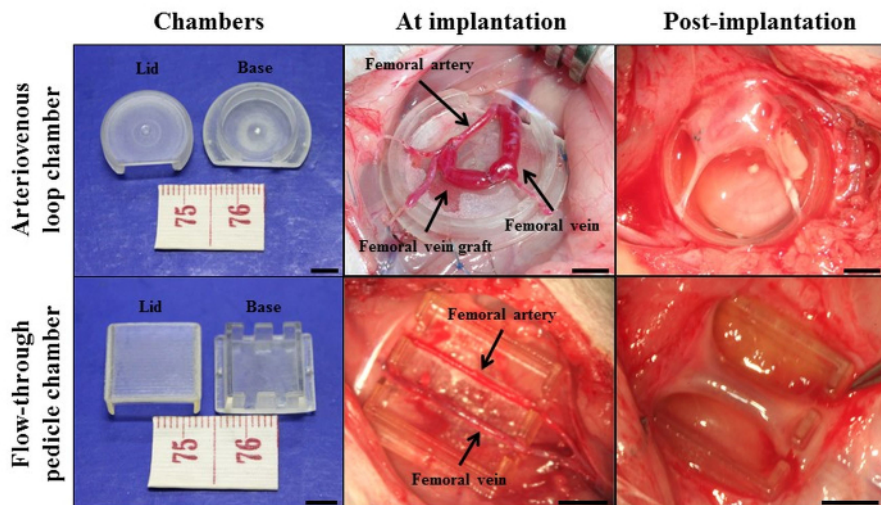 Chambers
At implantation
Post-implantation
Arteriovenous
loop chamber
Lid
Base
75
76
Femoral artery
Femoral vein
Femoral vein graft
Flow-through
pedicle chamber
Lid
Base
75
76
Femoral artery
Femoral
vein